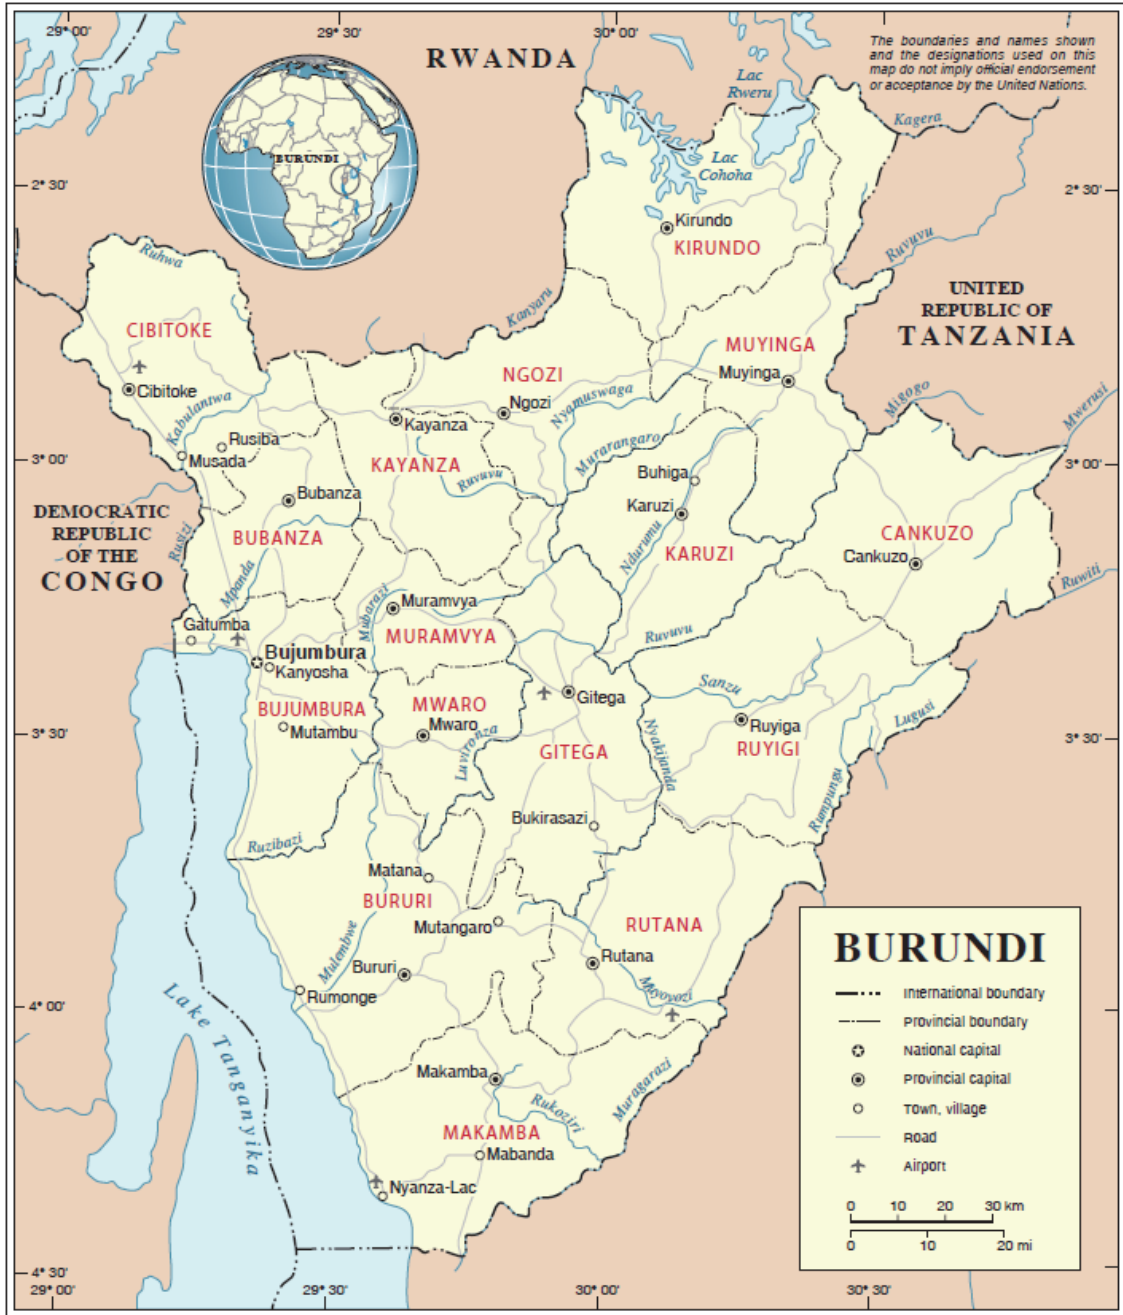 29° 00'
29° 30'
30° 00'
RWANDA
The boundaries and names shown
and the designations used on this
map do not imply official endorsement
or acceptance by the United Nations.
Lac
Rweru
Kagera
BURUNDI
Lac
Cohoha
2° 30'
2° 30'
Kirundo
KIRUNDO
Ruhwa
Ruvuvu
Kanyaru
UNITED
REPUBLIC OF
TANZANIA
CIBITOKE
MUYINGA
NGOZI
Muyinga
Cibitoke
Nyamuswaga
Migogo
Mwerusi
Kabulantwa
Ngozi
Kayanza
Rusiba
Murarangaro
Musada
3° 00'
KAYANZA
Ruvuvu
Buhiga
3° 00'
Bubanza
Karuzi
DEMOCRATIC
REPUBLIC
OF THE
CONGO
Rusizi
BUBANZA
Ndurumu
KARUZI
CANKUZO
Cankuzo
Mpanda
Ruwiti
Mubarazi
Muramvya
Gatumba
MURAMVYA
Ruvuvu
Bujumbura
Kanyosha
Sanzu
Gitega
BUJUMBURA
MWARO
Lugusi
Mutambu
Mwaro
Ruyiga
3° 30'
Luvironza
GITEGA
Nyakijanda
RUYIGI
3° 30'
Rumpungu
Bukirasazi
Ruzibazi
Matana
BURURI
Mutangaro
RUTANA
Mulembwe
Bururi
Rutana
Rumonge
Muyovozi
4° 00'
Lake Tanganyika
Makamba
Muragarazi
Rukoziri
MAKAMBA
Mabanda
Nyanza-Lac
BURUNDI
International boundary
Provincial boundary
National capital
Provincial capital
Town, village
Road
Airport
0 10 20 30 km
0 10 20 mi
4° 30'
29° 00'
29° 30'
30° 00'
30° 30'